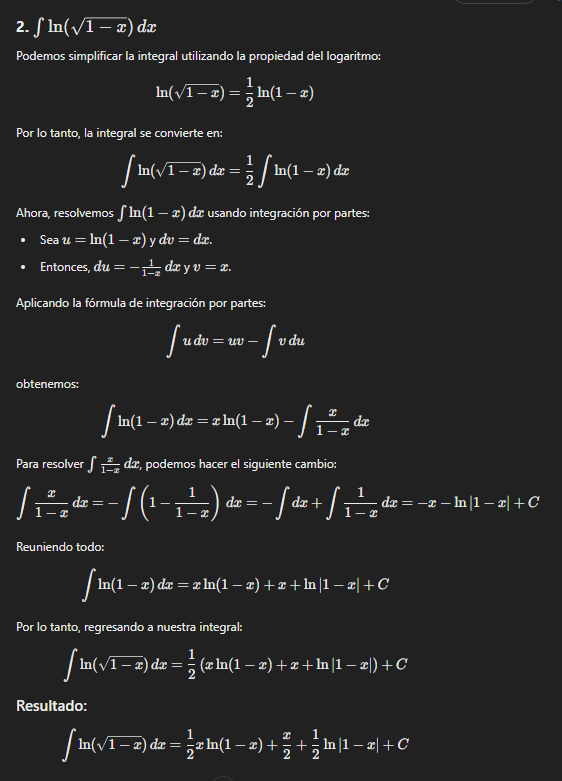 2. ∫ ln(√1 − x) dx
Podemos simplificar la integral utilizando la propiedad del logaritmo:
ln(√1 − x) = 1/2 ln(1 − x)
Por lo tanto, la integral se convierte en:
∫ ln(√1 − x) dx = 1/2 ∫ ln(1 − x) dx
Ahora, resolvemos ∫ ln(1 − x) dx usando integración por partes:
• Sea u = ln(1 − x) y dv = dx.
• Entonces, du = − 1/(1−x) dx y v = x.
Aplicando la fórmula de integración por partes:
∫ u dv = uv − ∫ v du
obtenemos:
∫ ln(1 − x) dx = x ln(1 − x) − ∫ x/(1 − x) dx
Para resolver ∫ x/(1−x) dx, podemos hacer el siguiente cambio:
∫ x/(1 − x) dx = − ∫ (1 − 1/(1 − x)) dx = − ∫ dx + ∫ 1/(1 − x) dx = −x − ln |1 − x| + C
Reuniendo todo:
∫ ln(1 − x) dx = x ln(1 − x) + x + ln |1 − x| + C
Por lo tanto, regresando a nuestra integral:
∫ ln(√1 − x) dx = 1/2 (x ln(1 − x) + x + ln |1 − x|) + C
Resultado:
∫ ln(√1 − x) dx = 1/2 x ln(1 − x) + x/2 + 1/2 ln |1 − x| + C